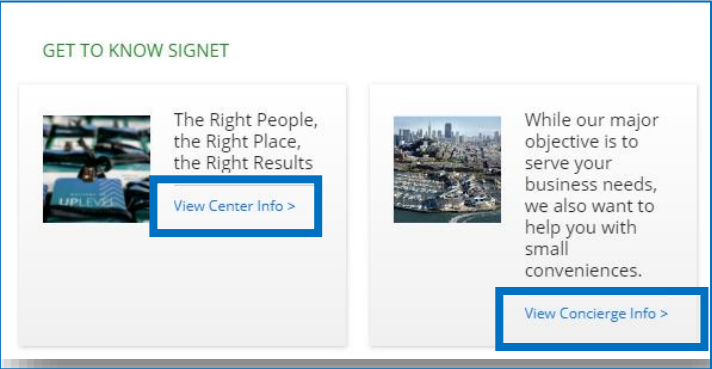 GET TO KNOW SIGNET
The Right People,
the Right Place,
the Right Results
View Center Info >
UPLEVEL
While our major
objective is to
serve your
business needs,
we also want to
help you with
small
conveniences.
View Concierge Info >